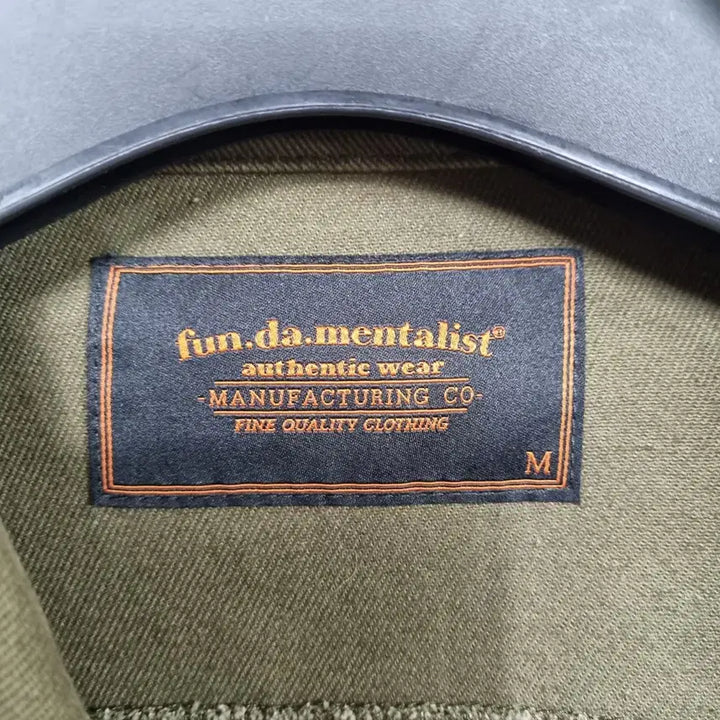 fun.da.mentalist®
authentic wear
-MANUFACTURING CO-
FINE QUALITY CLOTHING
M